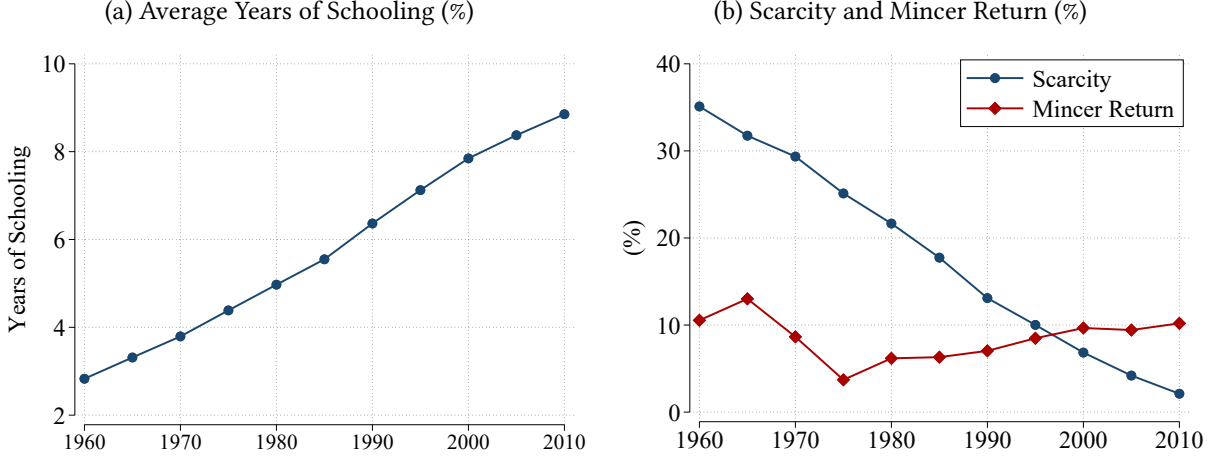 (a) Average Years of Schooling (%)
Years of Schooling
10
8
6
4
2
1960 1970 1980 1990 2000 2010
(b) Scarcity and Mincer Return (%)
Scarcity
Mincer Return
(%)
40
30
20
10
0
1960 1970 1980 1990 2000 2010